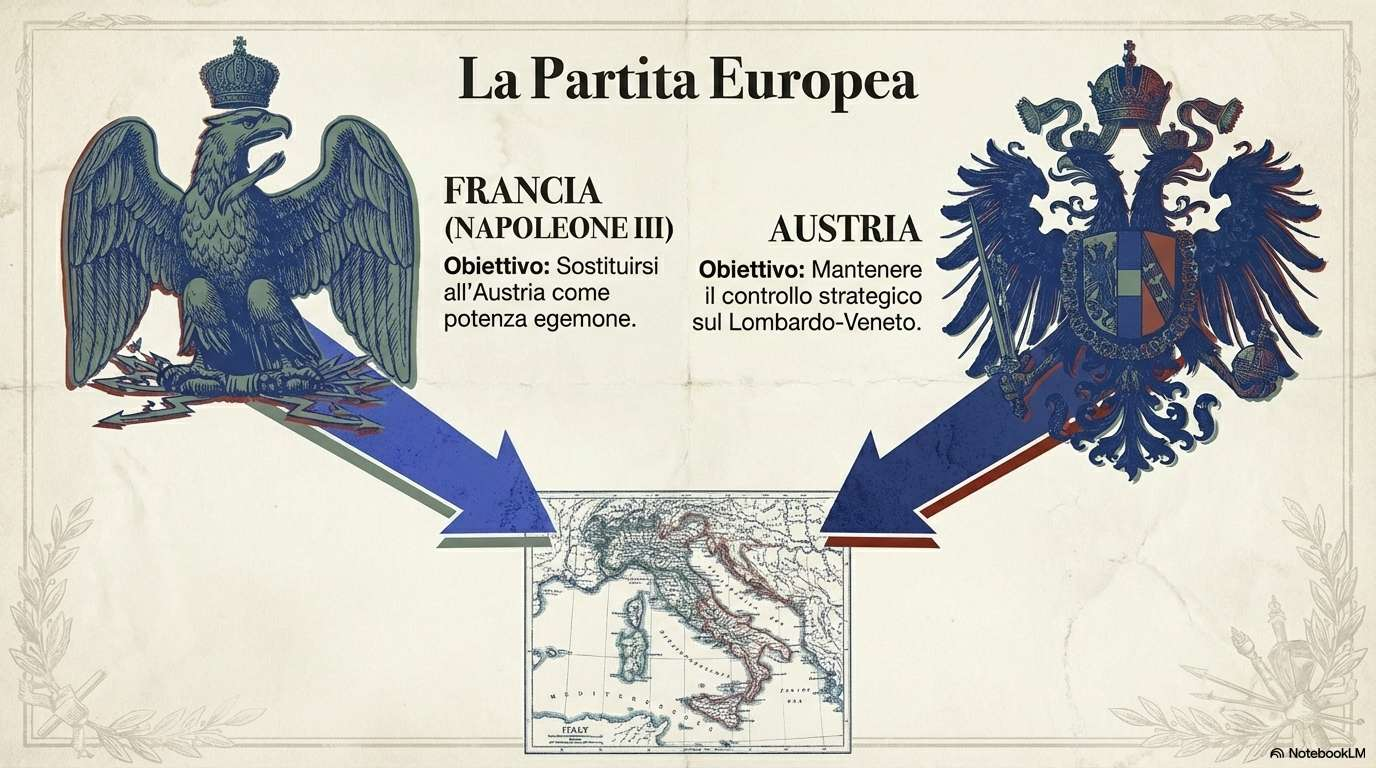 La Partita Europea
FRANCIA
(NAPOLEONE III)
Obiettivo: Sostituirsi
all'Austria come
potenza egemone.
AUSTRIA
Obiettivo: Mantenere
il controllo strategico
sul Lombardo-Veneto.
ITALY
NotebookLM